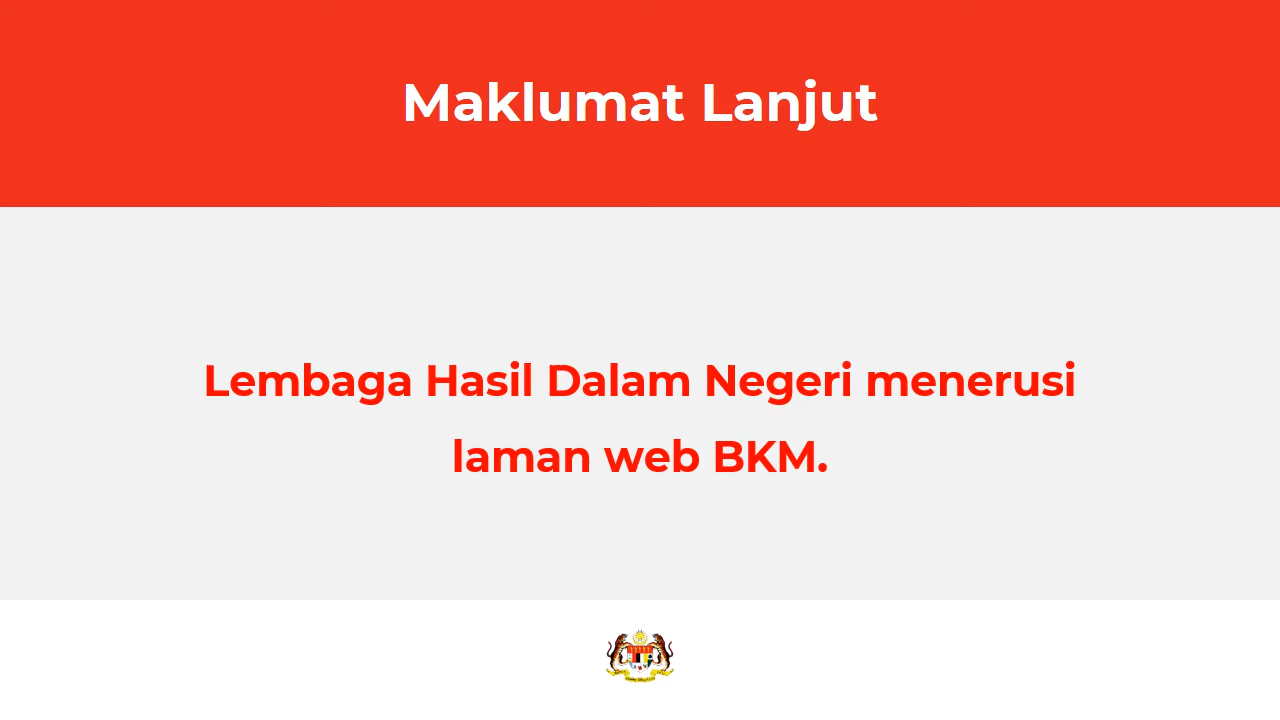 Maklumat Lanjut
Lembaga Hasil Dalam Negeri menerusi
laman web BKM.